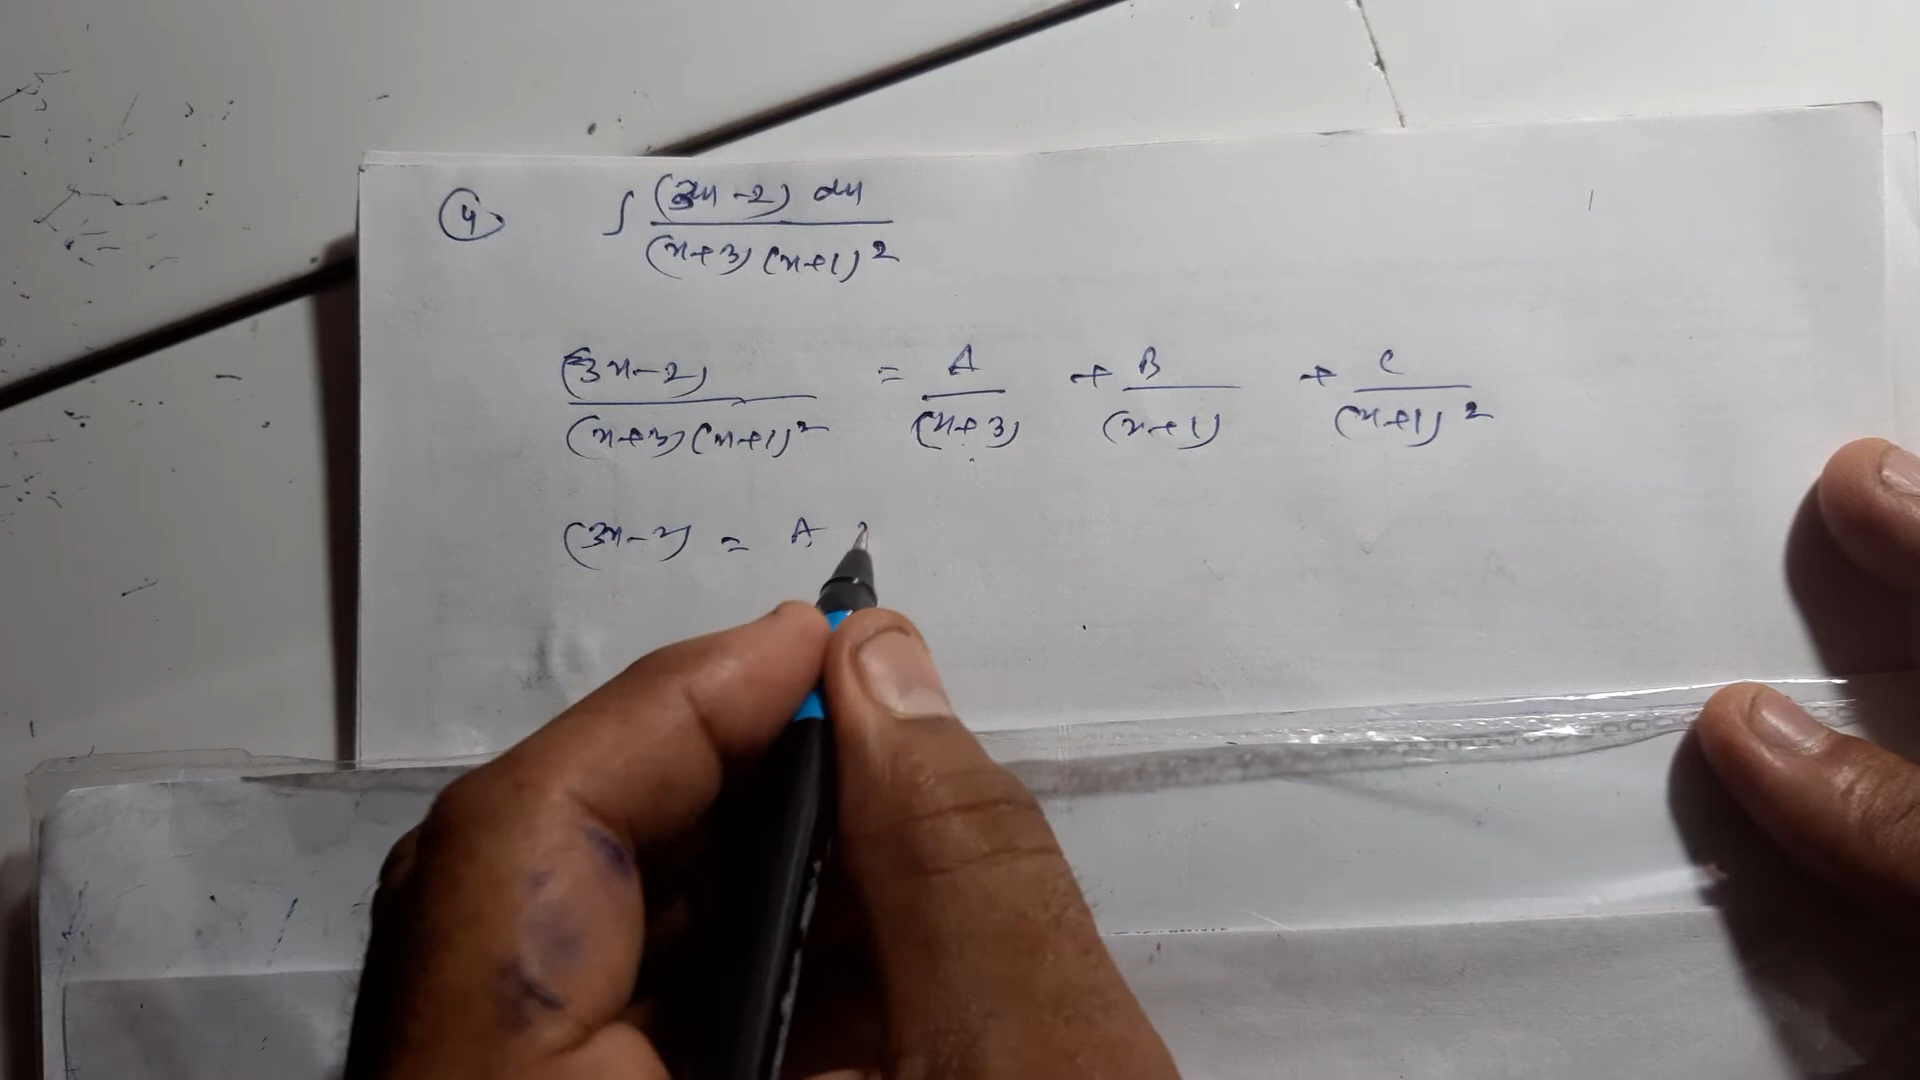 ④ ∫ (3x-2) dx / (x+3) (x+1)²
(3x-2) / (x+3) (x+1)² = A / (x+3) + B / (x+1) + C / (x+1)²
(3x-2) = A